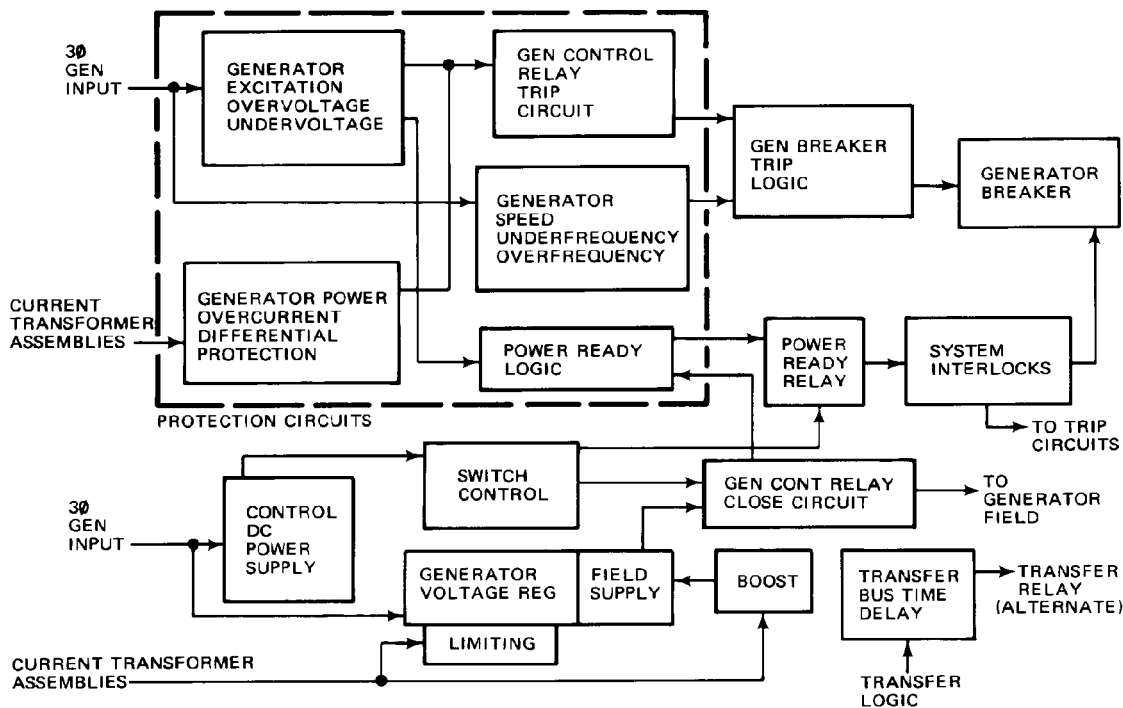 3Ø
GEN
INPUT
GENERATOR
EXCITATION
OVERVOLTAGE
UNDERVOLTAGE
GEN CONTROL
RELAY
TRIP
CIRCUIT
GEN BREAKER
TRIP
LOGIC
GENERATOR
BREAKER
GENERATOR
SPEED
UNDERFREQUENCY
OVERFREQUENCY
CURRENT
TRANSFORMER
ASSEMBLIES
GENERATOR POWER
OVERCURRENT
DIFFERENTIAL
PROTECTION
POWER READY
LOGIC
POWER
READY
RELAY
SYSTEM
INTERLOCKS
PROTECTION CIRCUITS
TO TRIP
CIRCUITS
SWITCH
CONTROL
GEN CONT RELAY
CLOSE CIRCUIT
TO
GENERATOR
FIELD
3Ø
GEN
INPUT
CONTROL
DC
POWER
SUPPLY
GENERATOR
VOLTAGE REG
FIELD
SUPPLY
BOOST
TRANSFER
BUS TIME
DELAY
TRANSFER
RELAY
(ALTERNATE)
LIMITING
CURRENT TRANSFORMER
ASSEMBLIES
TRANSFER
LOGIC